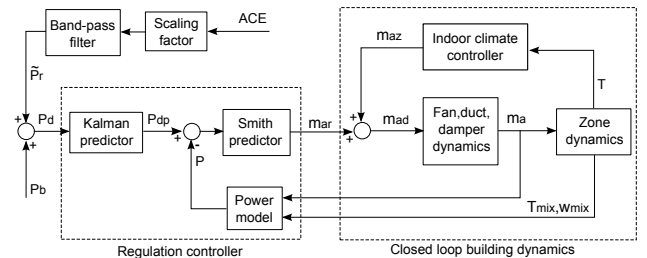 ACE
Scaling
factor
Band-pass
filter
P̃r
Pd
Pb
Kalman
predictor
Pdp
P
Smith
predictor
mar
Power
model
Regulation controller
maz
Indoor climate
controller
T
mad
Fan,duct,
damper
dynamics
ma
Zone
dynamics
Tmix,wmix
Closed loop building dynamics
+
+
+
-
+
+